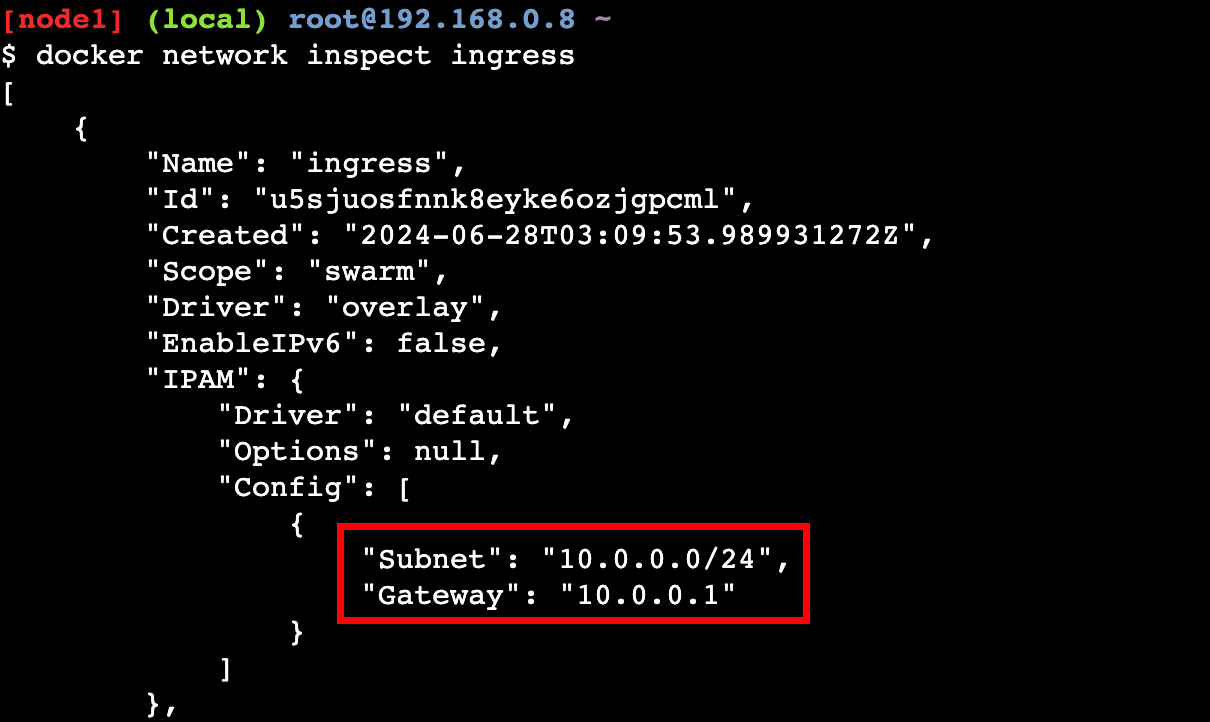 [node1] (local) root@192.168.0.8 ~
$ docker network inspect ingress
[
    {
        "Name": "ingress",
        "Id": "u5sjuosfnnk8eyke6ozjgpcml",
        "Created": "2024-06-28T03:09:53.989931272Z",
        "Scope": "swarm",
        "Driver": "overlay",
        "EnableIPv6": false,
        "IPAM": {
            "Driver": "default",
            "Options": null,
            "Config": [
                {
                    "Subnet": "10.0.0.0/24",
                    "Gateway": "10.0.0.1"
                }
            ]
        },